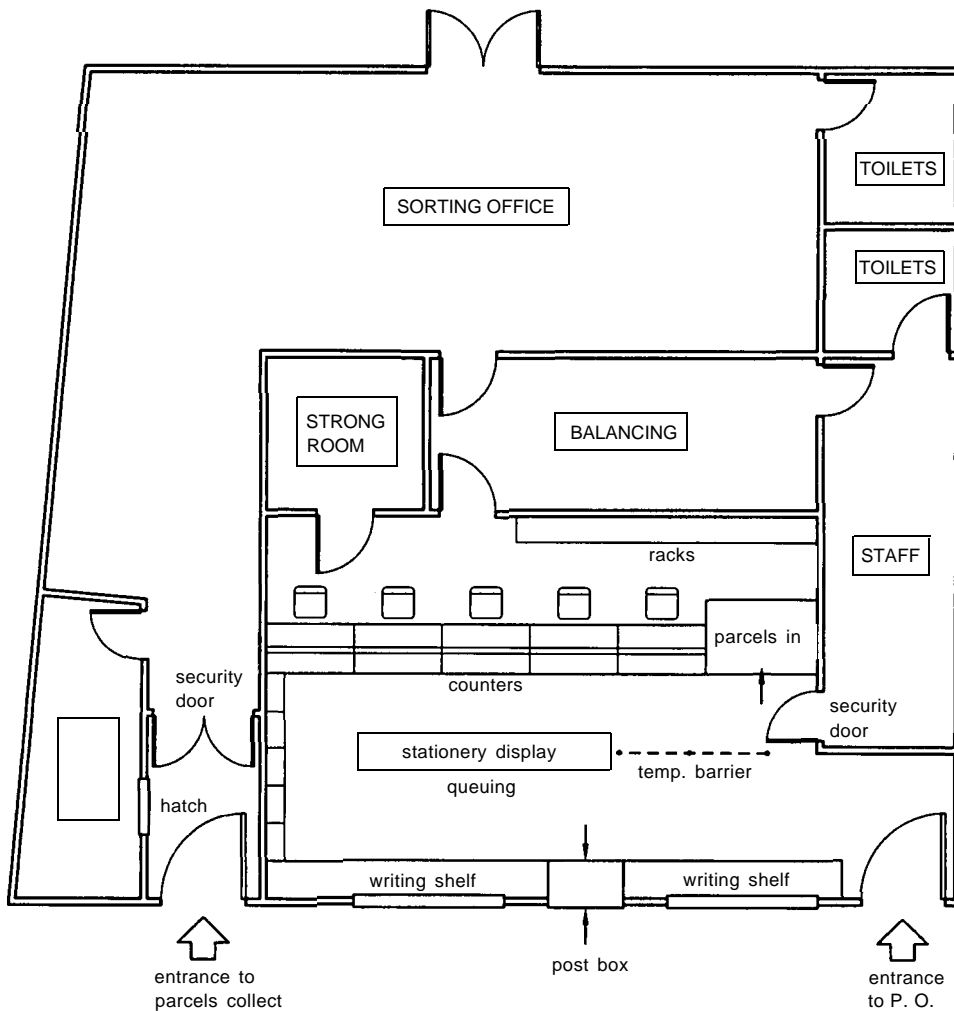 TOILETS
SORTING OFFICE
TOILETS
STRONG
ROOM
BALANCING
racks
STAFF
parcels in
counters
security
door
security
door
stationery display
temp. barrier
queuing
hatch
writing shelf
writing shelf
post box
entrance to
parcels collect
entrance
to P. O.